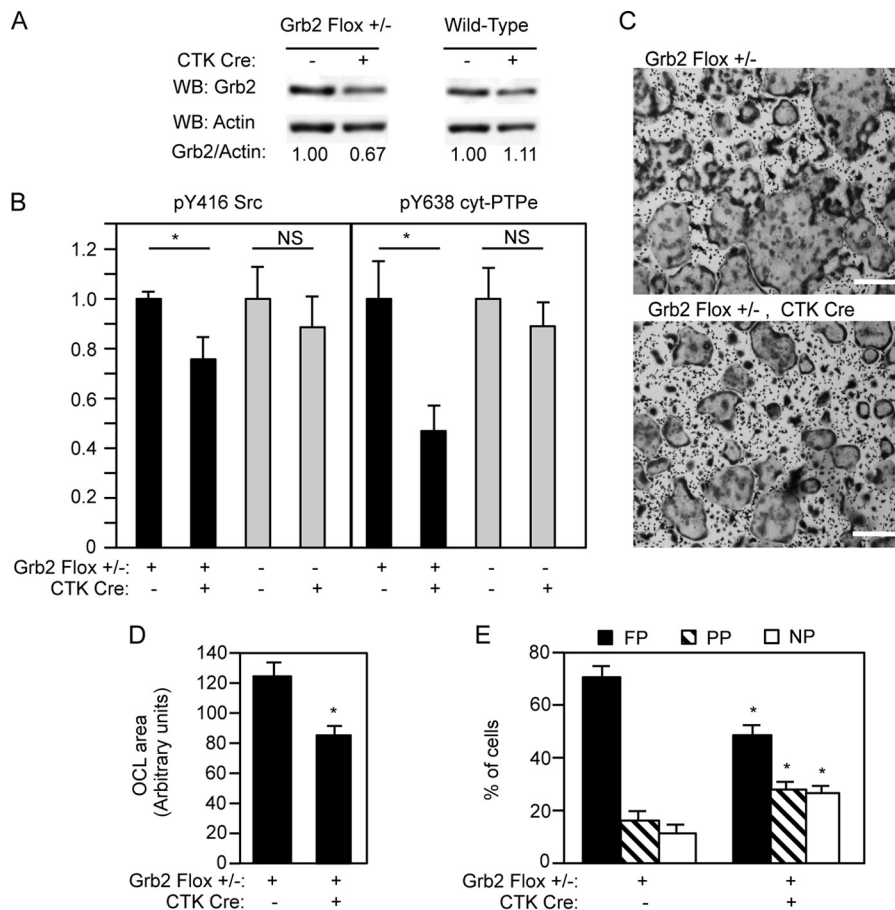 A
Grb2 Flox +/-
Wild-Type
CTK Cre: - + - +
WB: Grb2
WB: Actin
Grb2/Actin: 1.00 0.67 1.00 1.11
B
pY416 Src
pY638 cyt-PTPe
* NS * NS
1.2
1.0
0.8
0.6
0.4
0.2
0
Grb2 Flox +/-: + + - - + + - -
CTK Cre: - + - + - + - +
C
Grb2 Flox +/-
Grb2 Flox +/- , CTK Cre
D
OCL area
(Arbitrary units)
140
120
100
80
60
40
20
0
*
Grb2 Flox +/-: + +
CTK Cre: - +
E
FP PP NP
% of cells
80
60
40
20
0
* * *
Grb2 Flox +/-: + +
CTK Cre: - +